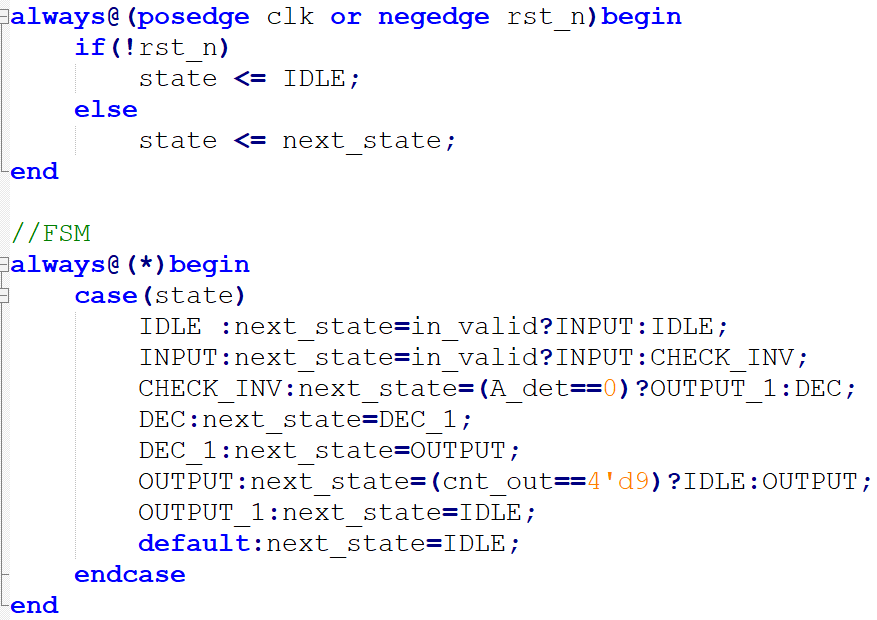 always@(posedge clk or negedge rst_n)begin
    if(!rst_n)
        state <= IDLE;
    else
        state <= next_state;
end

//FSM
always@(*)begin
    case(state)
        IDLE :next_state=in_valid?INPUT:IDLE;
        INPUT:next_state=in_valid?INPUT:CHECK_INV;
        CHECK_INV:next_state=(A_det==0)?OUTPUT_1:DEC;
        DEC:next_state=DEC_1;
        DEC_1:next_state=OUTPUT;
        OUTPUT:next_state=(cnt_out==4'd9)?IDLE:OUTPUT;
        OUTPUT_1:next_state=IDLE;
        default:next_state=IDLE;
    endcase
end